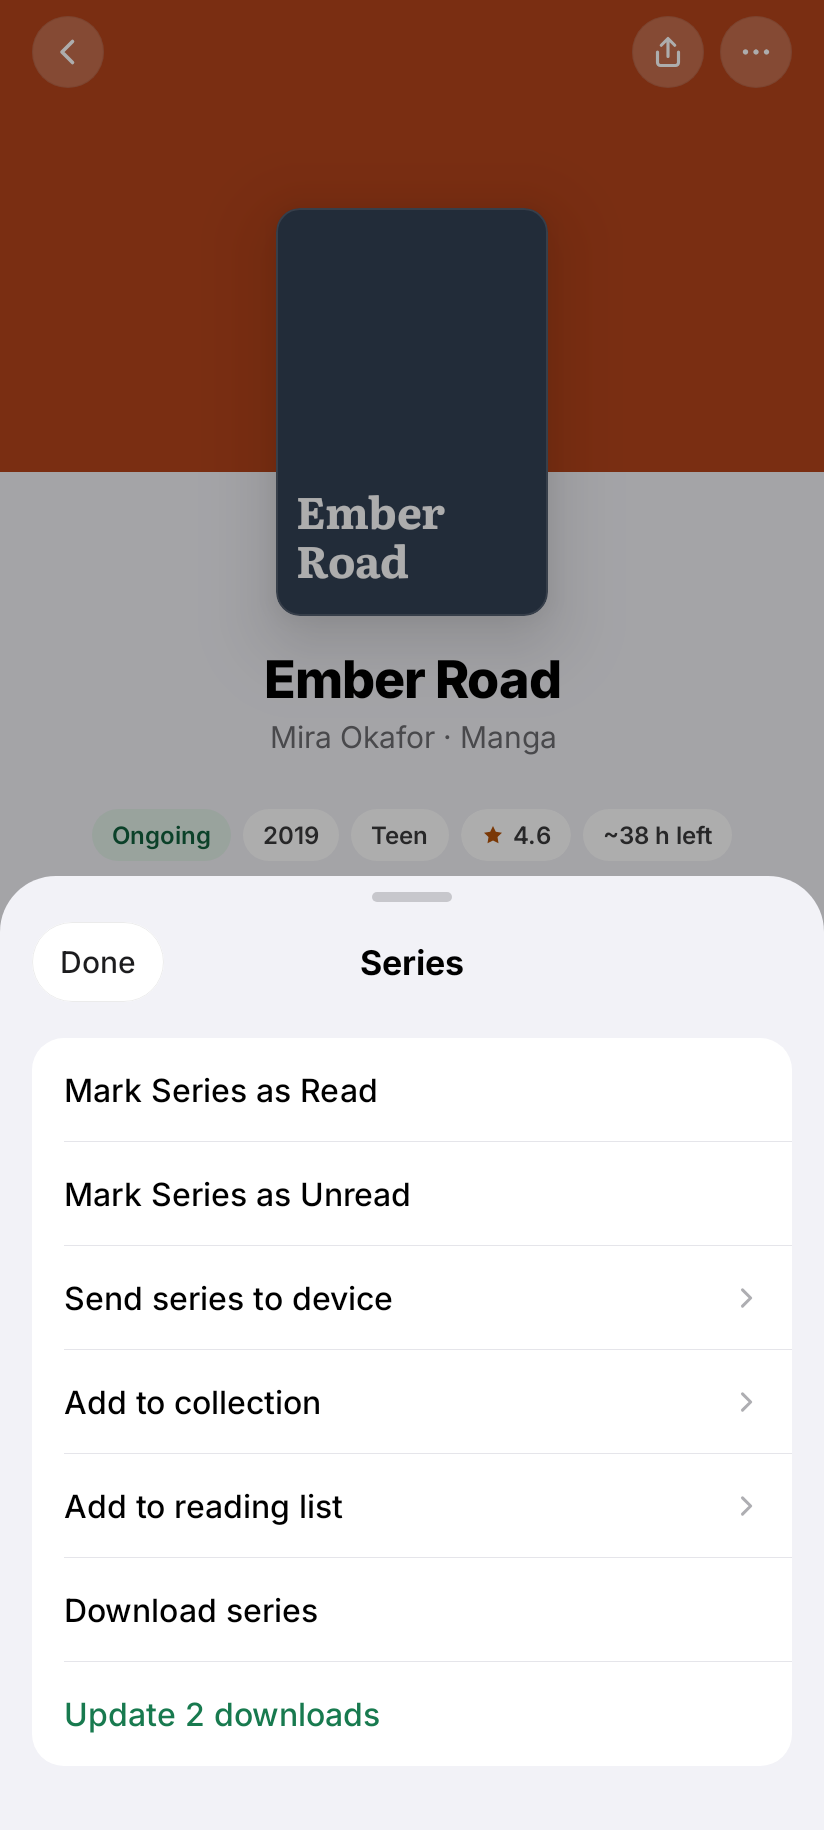 Ember
Road
Ember Road
Mira Okafor · Manga
Ongoing 2019 Teen ★ 4.6 ~38 h left
Done Series
Mark Series as Read
Mark Series as Unread
Send series to device
Add to collection
Add to reading list
Download series
Update 2 downloads